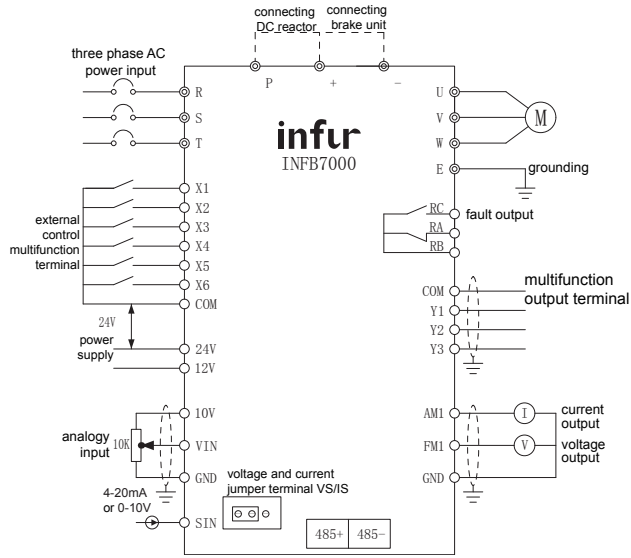 connecting
DC reactor
connecting
brake unit
three phase AC
power input
P
+
−
R
S
T
U
V
W
E
M
infur
INFB7000
grounding
X1
X2
X3
X4
X5
X6
COM
external
control
multifunction
terminal
RC
RA
RB
fault output
24V
power
supply
24V
12V
COM
Y1
Y2
Y3
multifunction
output terminal
10V
VIN
GND
analogy
input
10K
AM1
FM1
GND
I
V
current
output
voltage
output
voltage and current
jumper terminal VS/IS
4-20mA
or 0-10V
SIN
485+
485−